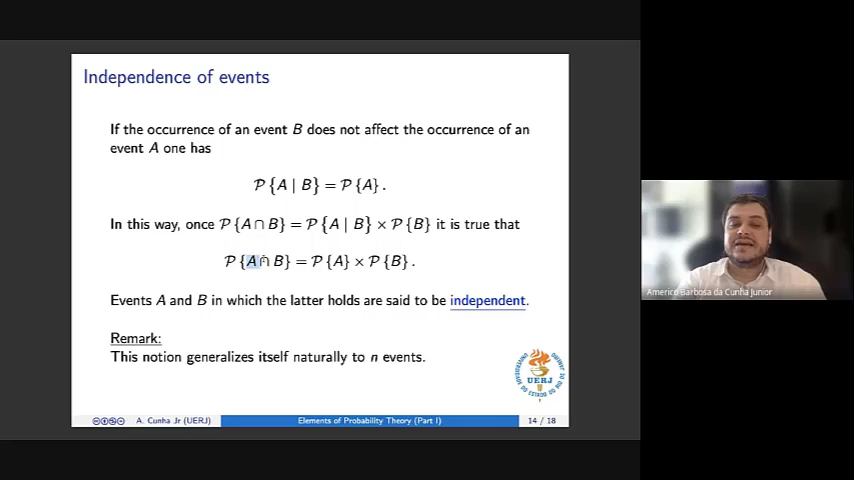 Independence of events
If the occurrence of an event B does not affect the occurrence of an
event A one has
𝒫 {A | B} = 𝒫 {A} .
In this way, once 𝒫 {A ∩ B} = 𝒫 {A | B} × 𝒫 {B} it is true that
𝒫 {A ∩ B} = 𝒫 {A} × 𝒫 {B} .
Events A and B in which the latter holds are said to be independent.
Remark:
This notion generalizes itself naturally to n events.
UERJ
A. Cunha Jr (UERJ) Elements of Probability Theory (Part I) 14 / 18
Americo Barbosa da Cunha Junior